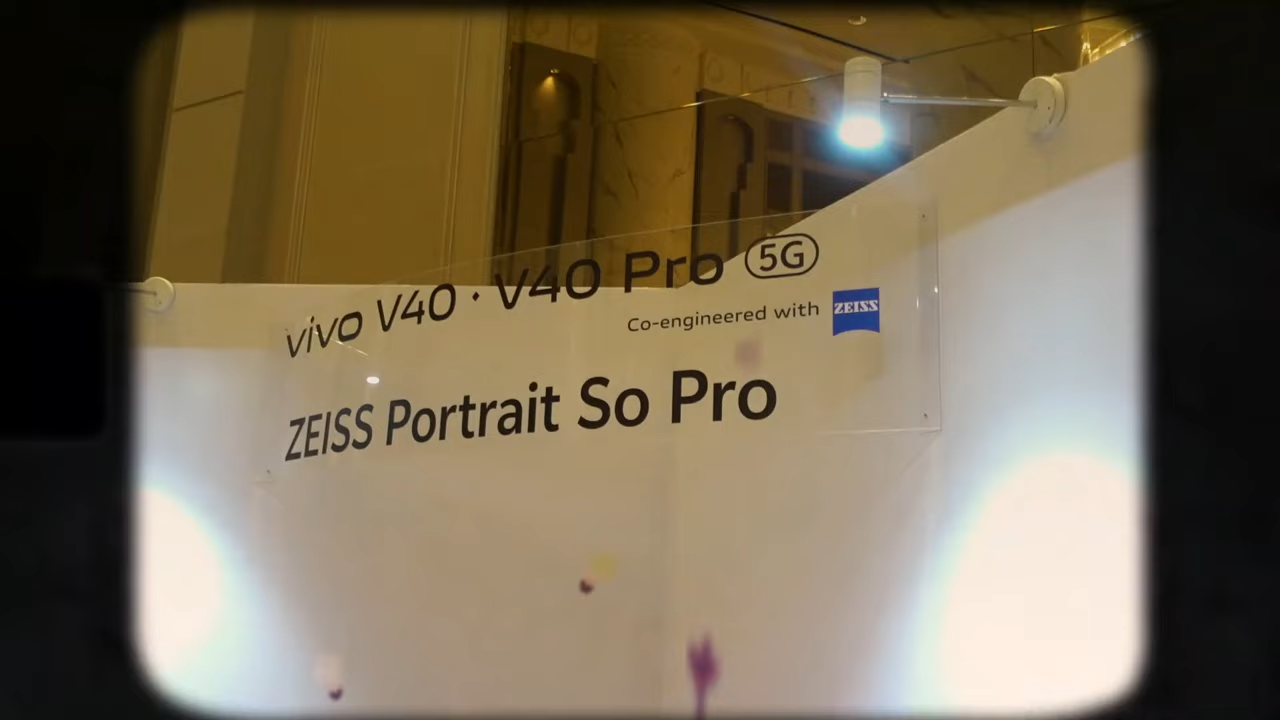 vivo V40 · V40 Pro 5G
Co-engineered with ZEISS
ZEISS Portrait So Pro